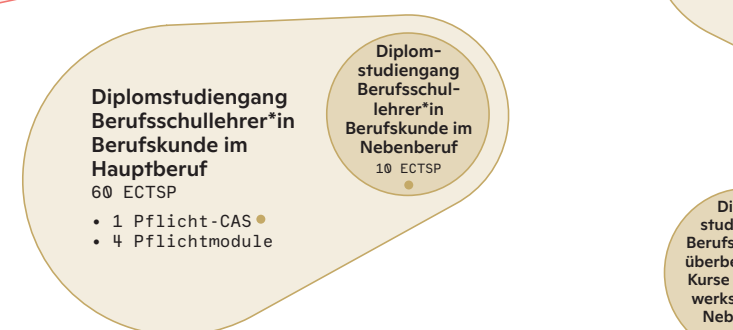 Diplomstudiengang
Berufsschullehrer*in
Berufskunde im
Hauptberuf
60 ECTSP
• 1 Pflicht-CAS
• 4 Pflichtmodule
Diplom-
studiengang
Berufsschul-
lehrer*in
Berufskunde im
Nebenberuf
10 ECTSP
Kurse